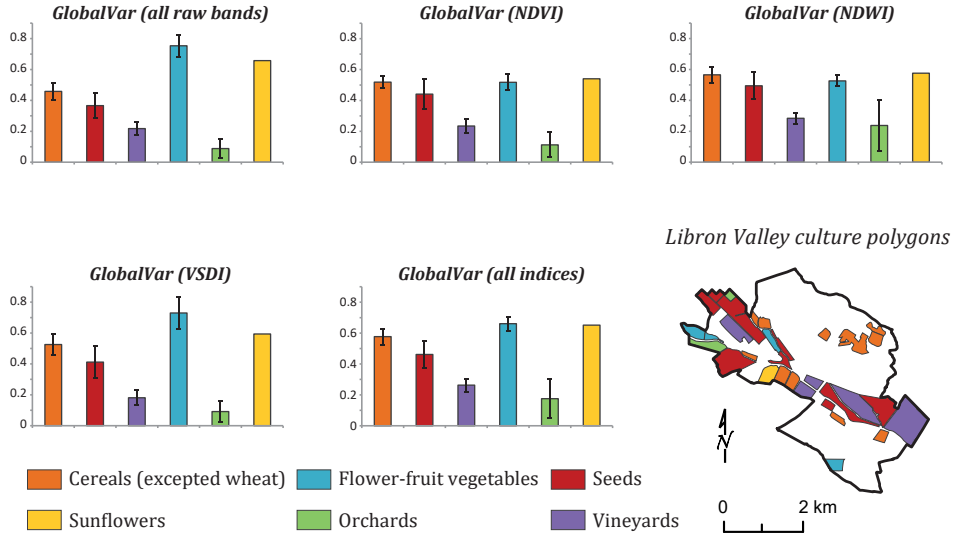 GlobalVar (all raw bands)
0.8
0.6
0.4
0.2
0
GlobalVar (NDVI)
0.8
0.6
0.4
0.2
0
GlobalVar (NDWI)
0.8
0.6
0.4
0.2
0
GlobalVar (VSDI)
0.8
0.6
0.4
0.2
0
GlobalVar (all indices)
0.8
0.6
0.4
0.2
0
Libron Valley culture polygons
N
0 2 km
Cereals (excepted wheat)
Flower-fruit vegetables
Seeds
Sunflowers
Orchards
Vineyards